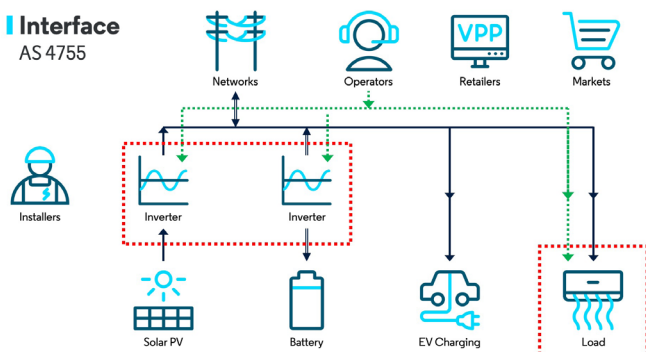 Interface
AS 4755
VPP
Networks
Operators
Retailers
Markets
Installers
Inverter
Inverter
Solar PV
Battery
EV Charging
Load